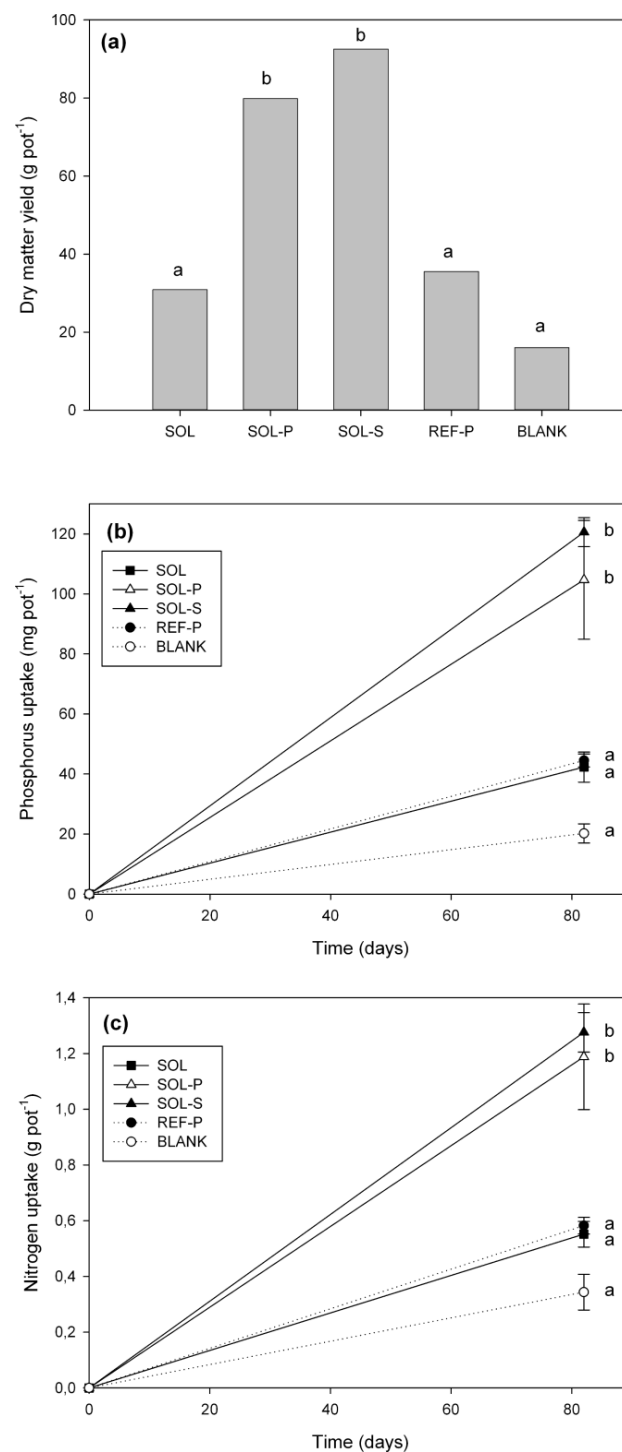 (a)
Dry matter yield (g pot⁻¹)
100
80
60
40
20
0
a
b
b
a
a
SOL SOL-P SOL-S REF-P BLANK
(b)
Phosphorus uptake (mg pot⁻¹)
120
100
80
60
40
20
0
SOL
SOL-P
SOL-S
REF-P
BLANK
b
b
a
a
a
0 20 40 60 80
Time (days)
(c)
Nitrogen uptake (g pot⁻¹)
1,4
1,2
1,0
0,8
0,6
0,4
0,2
0,0
SOL
SOL-P
SOL-S
REF-P
BLANK
b
b
a
a
a
0 20 40 60 80
Time (days)